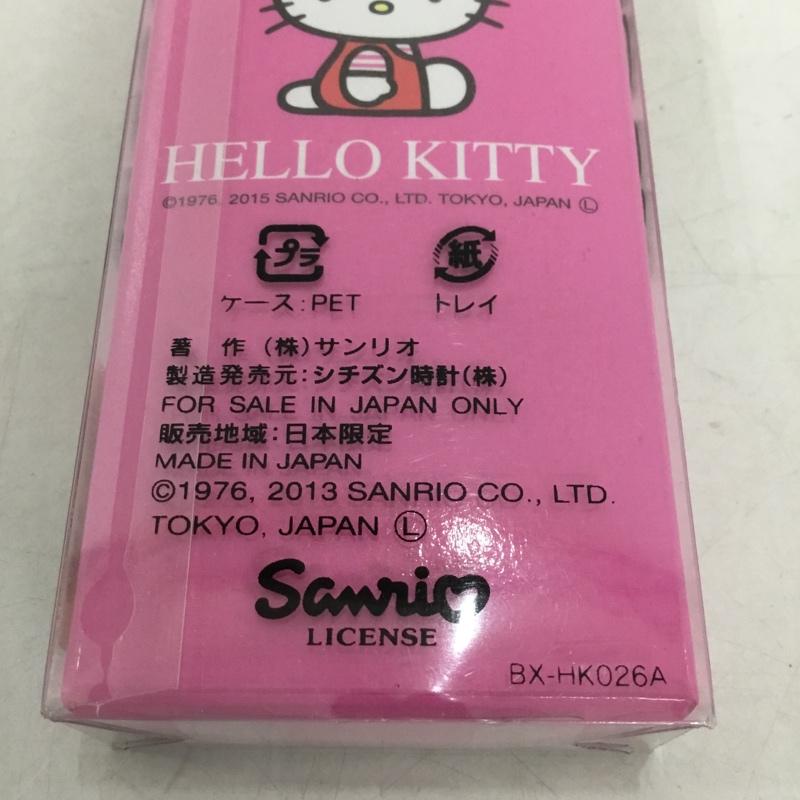 HELLO KITTY
©1976, 2015 SANRIO CO., LTD. TOKYO, JAPAN Ⓛ
プラ 紙
ケース:PET トレイ
著 作 (株)サンリオ
製造発売元:シチズン時計(株)
FOR SALE IN JAPAN ONLY
販売地域:日本限定
MADE IN JAPAN
©1976, 2013 SANRIO CO., LTD.
TOKYO, JAPAN Ⓛ
Sanrio
LICENSE
BX-HK026A